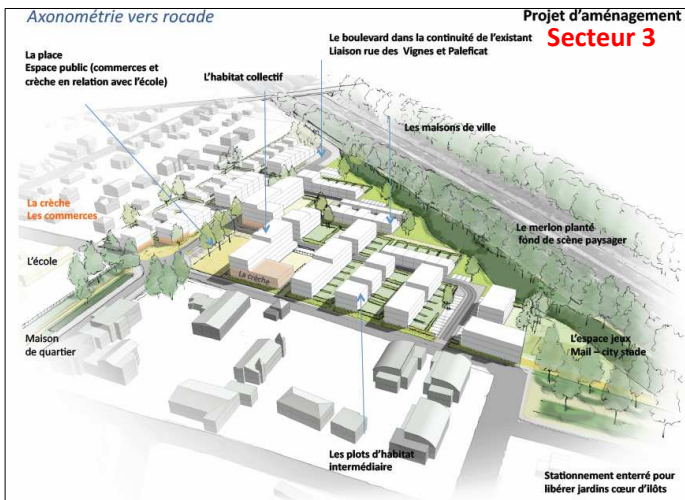 Axonométrie vers rocade
Projet d'aménagement
Secteur 3
Le boulevard dans la continuité de l'existant
Liaison rue des Vignes et Paleficat
La place
Espace public (commerces et
crèche en relation avec l'école)
L'habitat collectif
Les maisons de ville
La crèche
Les commerces
Le merlon planté
fond de scène paysager
L'école
La crèche
Maison
de quartier
L'espace jeux
Mail – city stade
Les plots d'habitat
intermédiaire
Stationnement enterré pour
libérer jardins cœur d'ilôts